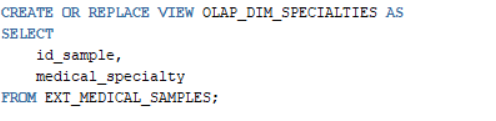 CREATE OR REPLACE VIEW OLAP_DIM_SPECIALTIES AS
SELECT
    id_sample,
    medical_specialty
FROM EXT_MEDICAL_SAMPLES;